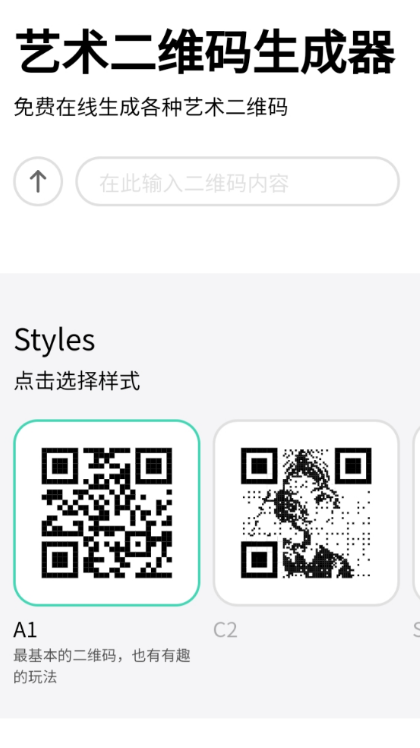 艺术二维码生成器
免费在线生成各种艺术二维码
在此输入二维码内容
Styles
点击选择样式
A1
C2
最基本的二维码，也有有趣
的玩法